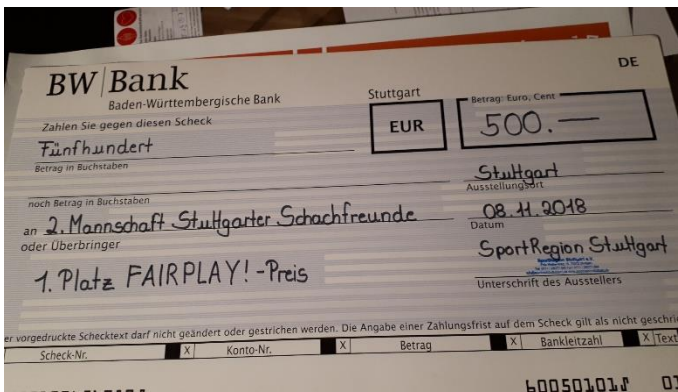 BW Bank
Baden-Württembergische Bank
Stuttgart
DE
Zahlen Sie gegen diesen Scheck
EUR
Betrag: Euro, Cent
500.—
Fünfhundert
Betrag in Buchstaben
noch Betrag in Buchstaben
Stuttgart
Ausstellungsort
an 2. Mannschaft Stuttgarter Schachfreunde
oder Überbringer
08.11.2018
Datum
1. Platz FAIRPLAY!-Preis
SportRegion Stuttgart
Unterschrift des Ausstellers
vorgedruckte Schecktext darf nicht geändert oder gestrichen werden. Die Angabe einer Zahlungsfrist auf dem Scheck gilt als nicht
Scheck-Nr. X Konto-Nr. X Betrag X Bankleitzahl X Text